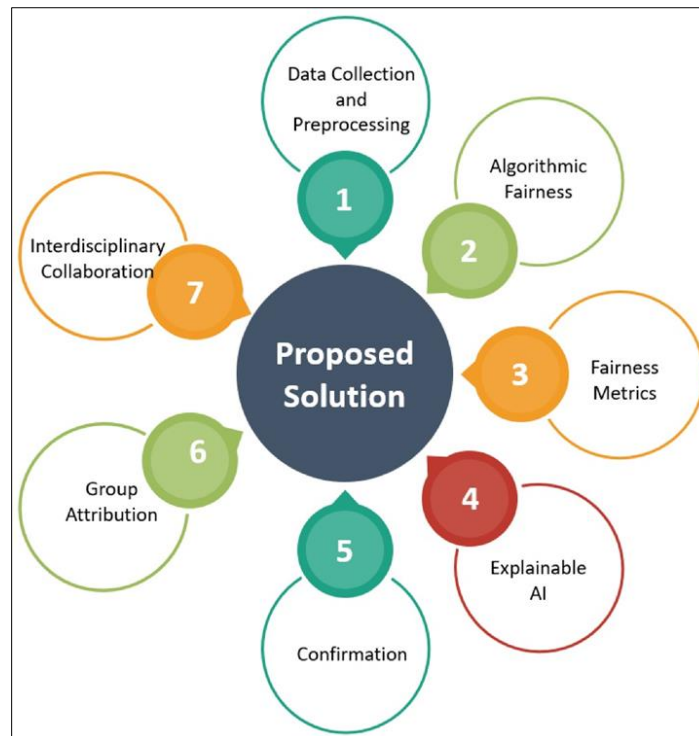 Data Collection
and
Preprocessing
1
Algorithmic
Fairness
2
Fairness
Metrics
3
Explainable
AI
4
Confirmation
5
Group
Attribution
6
Interdisciplinary
Collaboration
7
Proposed
Solution